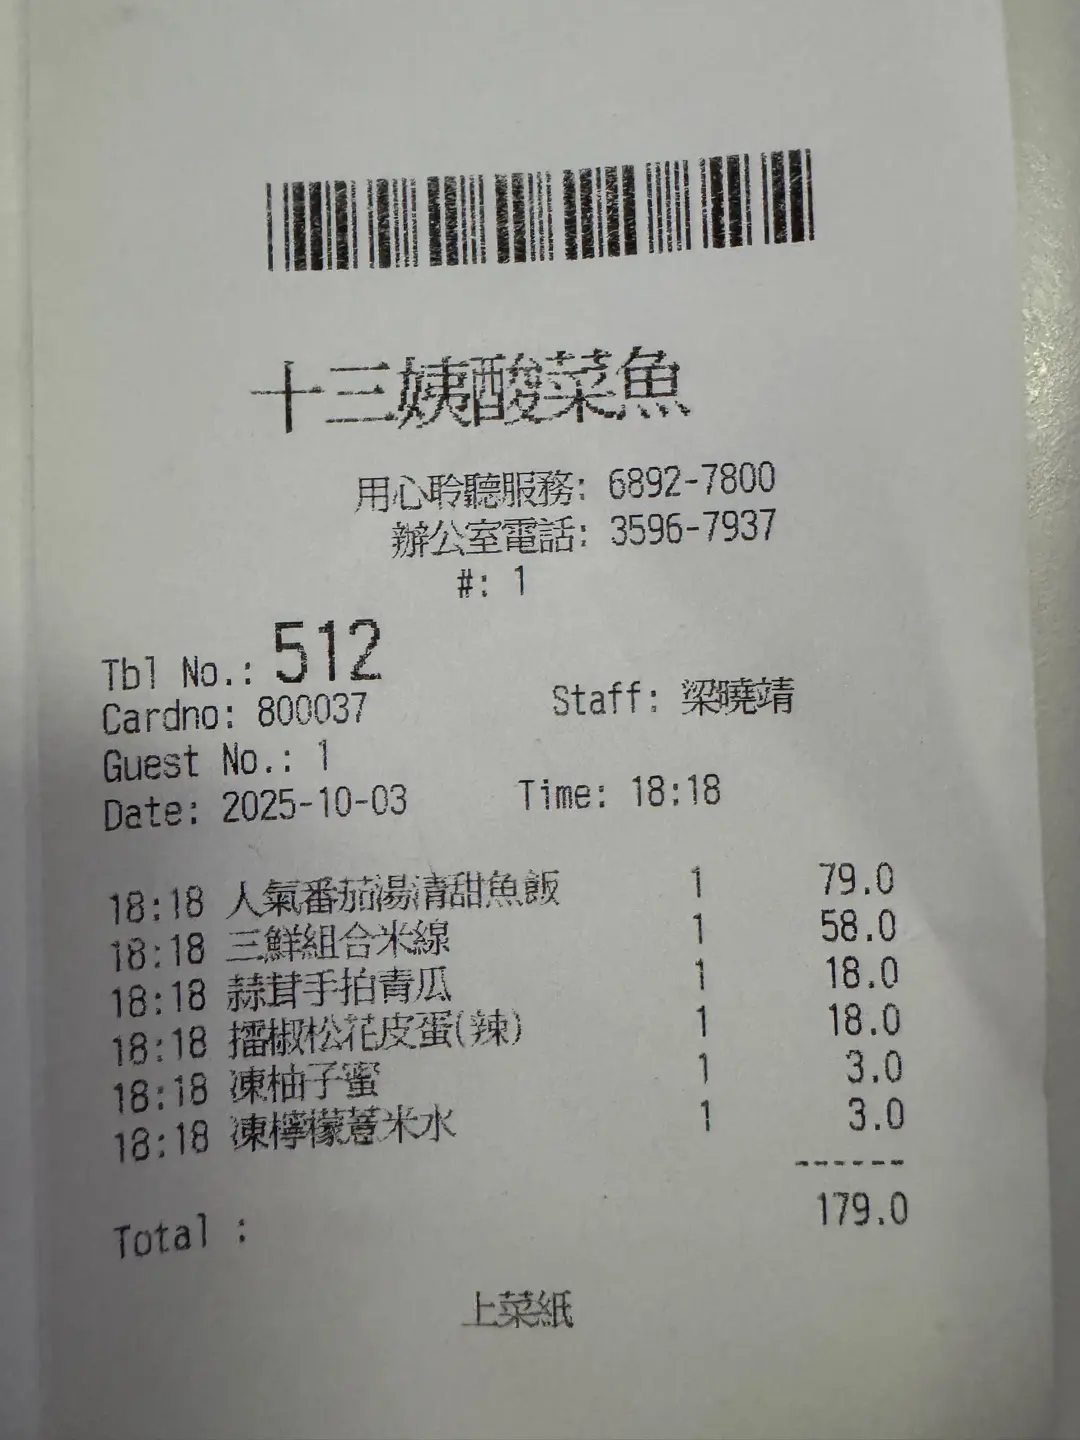 十三姨酸菜魚
用心聆聽服務: 6892-7800
辦公室電話: 3596-7937
#: 1
Tbl No.: 512
Cardno: 800037 Staff: 梁曉靖
Guest No.: 1
Date: 2025-10-03 Time: 18:18
18:18 人氣番茄湯清甜魚飯 1 79.0
18:18 三鮮組合米線 1 58.0
18:18 蒜茸手拍青瓜 1 18.0
18:18 擂椒松花皮蛋(辣) 1 18.0
18:18 凍柚子蜜 1 3.0
18:18 凍檸檬薏米水 1 3.0
------
Total : 179.0
上菜紙